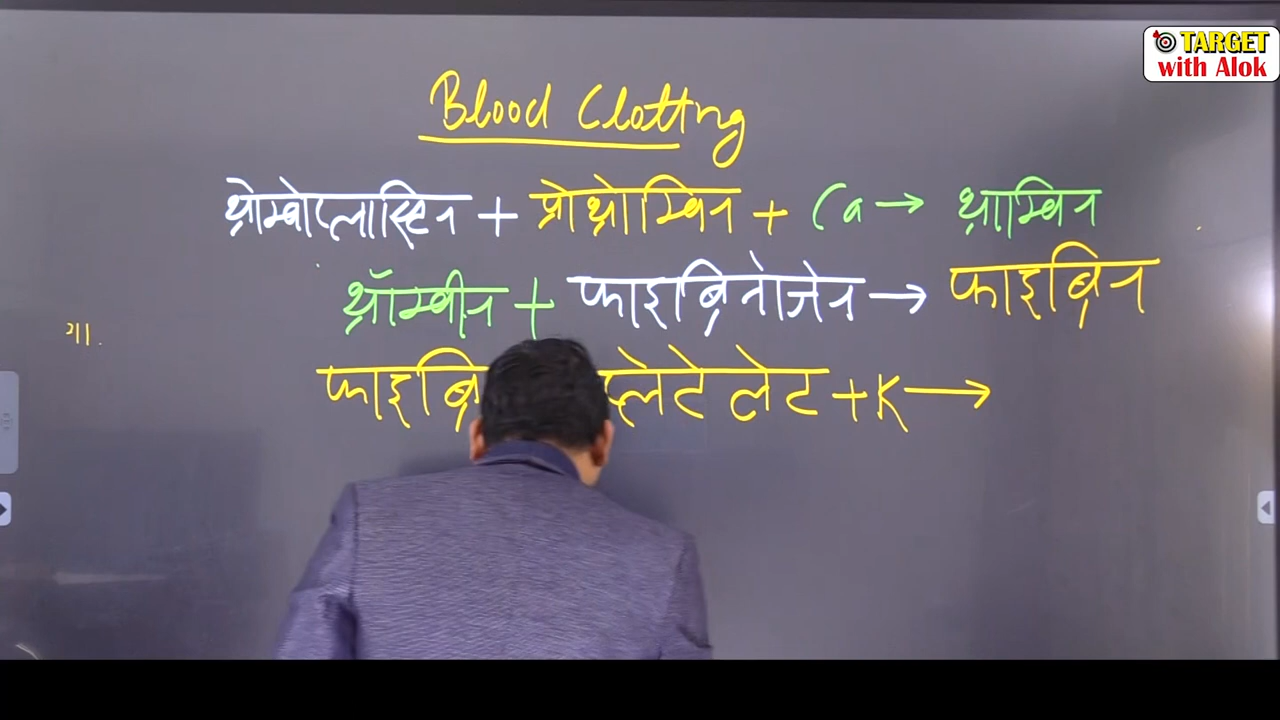 TARGET
with Alok
Blood Clotting
थ्रोम्बोप्लास्टिन + प्रोथ्रोम्बिन + Ca → थ्राम्बिन
थ्रॉम्बीन + फाइब्रिनोजेन → फाइब्रिन
प्लेटेलेट + K →